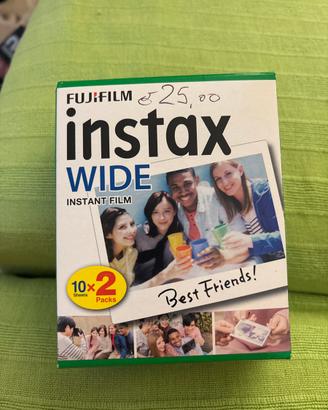 FUJIFILM €25,00
instax
WIDE
INSTANT FILM
10 Sheets × 2 Packs
Best Friends!